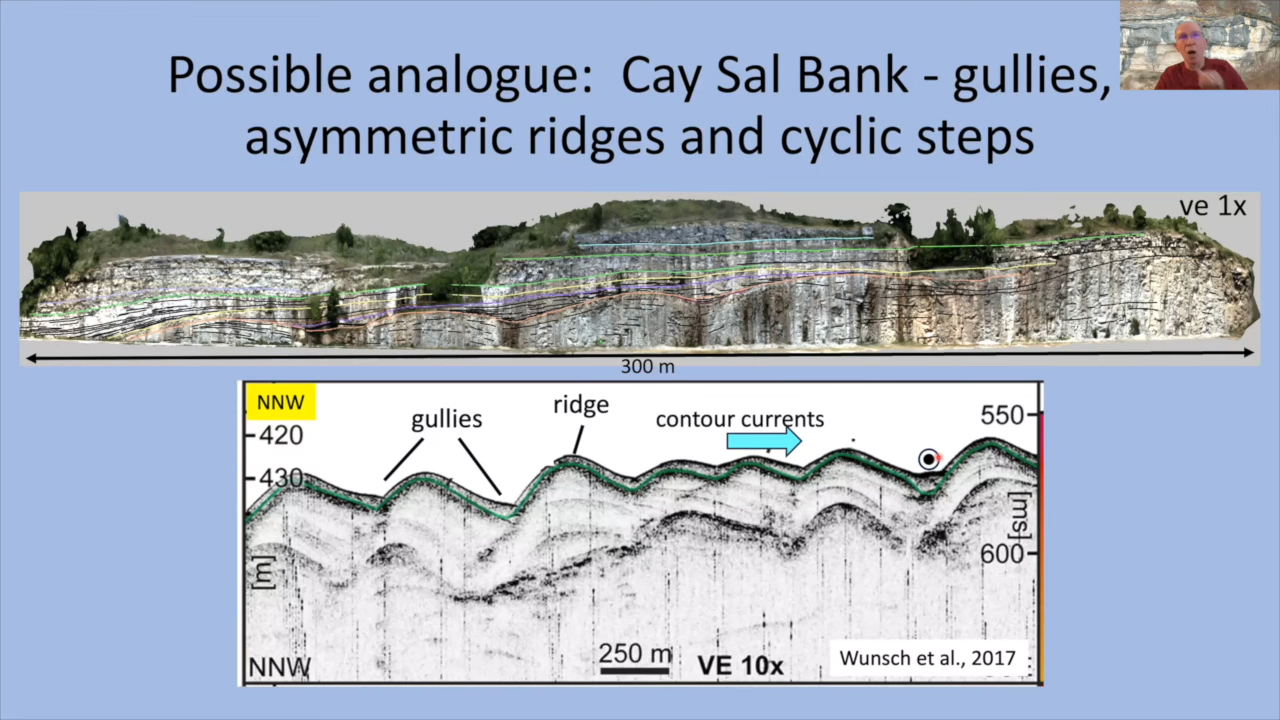 Possible analogue: Cay Sal Bank - gullies,
asymmetric ridges and cyclic steps
ve 1x
300 m
NNW
420
430
[m]
gullies
ridge
contour currents
550
[ms]
600
NNW
250 m
VE 10x
Wunsch et al., 2017